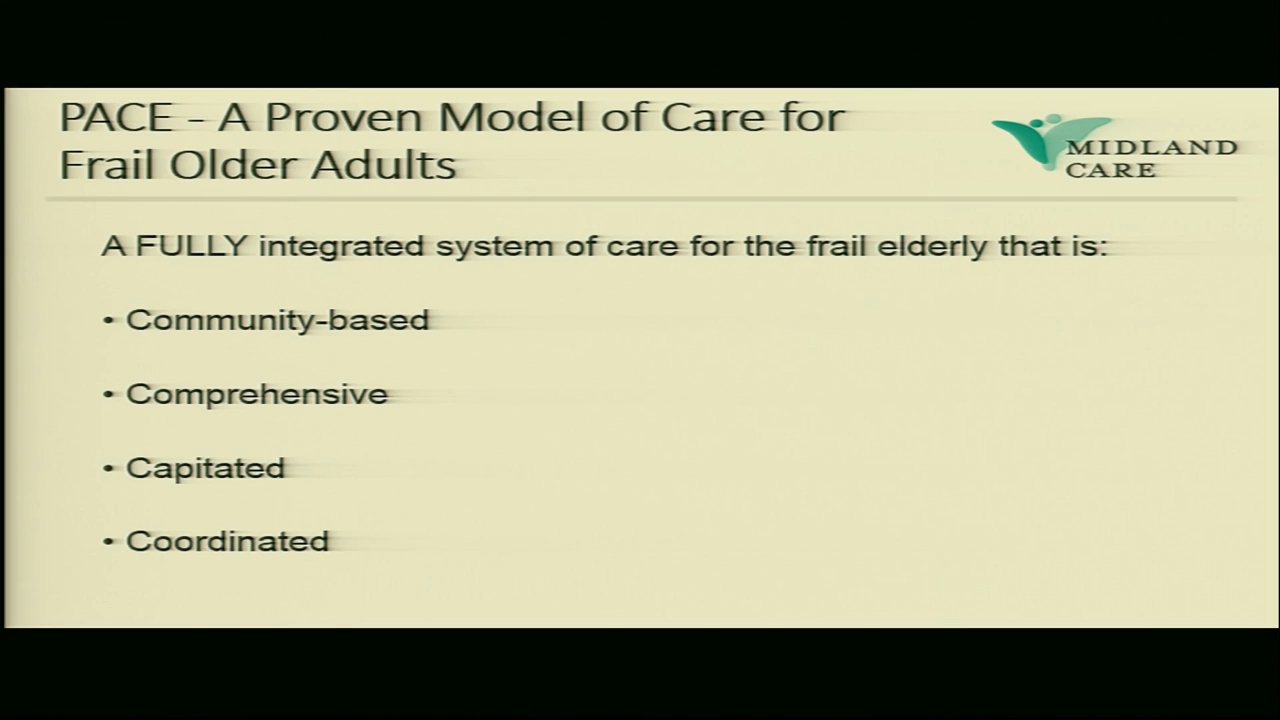 PACE - A Proven Model of Care for
Frail Older Adults
MIDLAND
CARE
A FULLY integrated system of care for the frail elderly that is:
• Community-based
• Comprehensive
• Capitated
• Coordinated